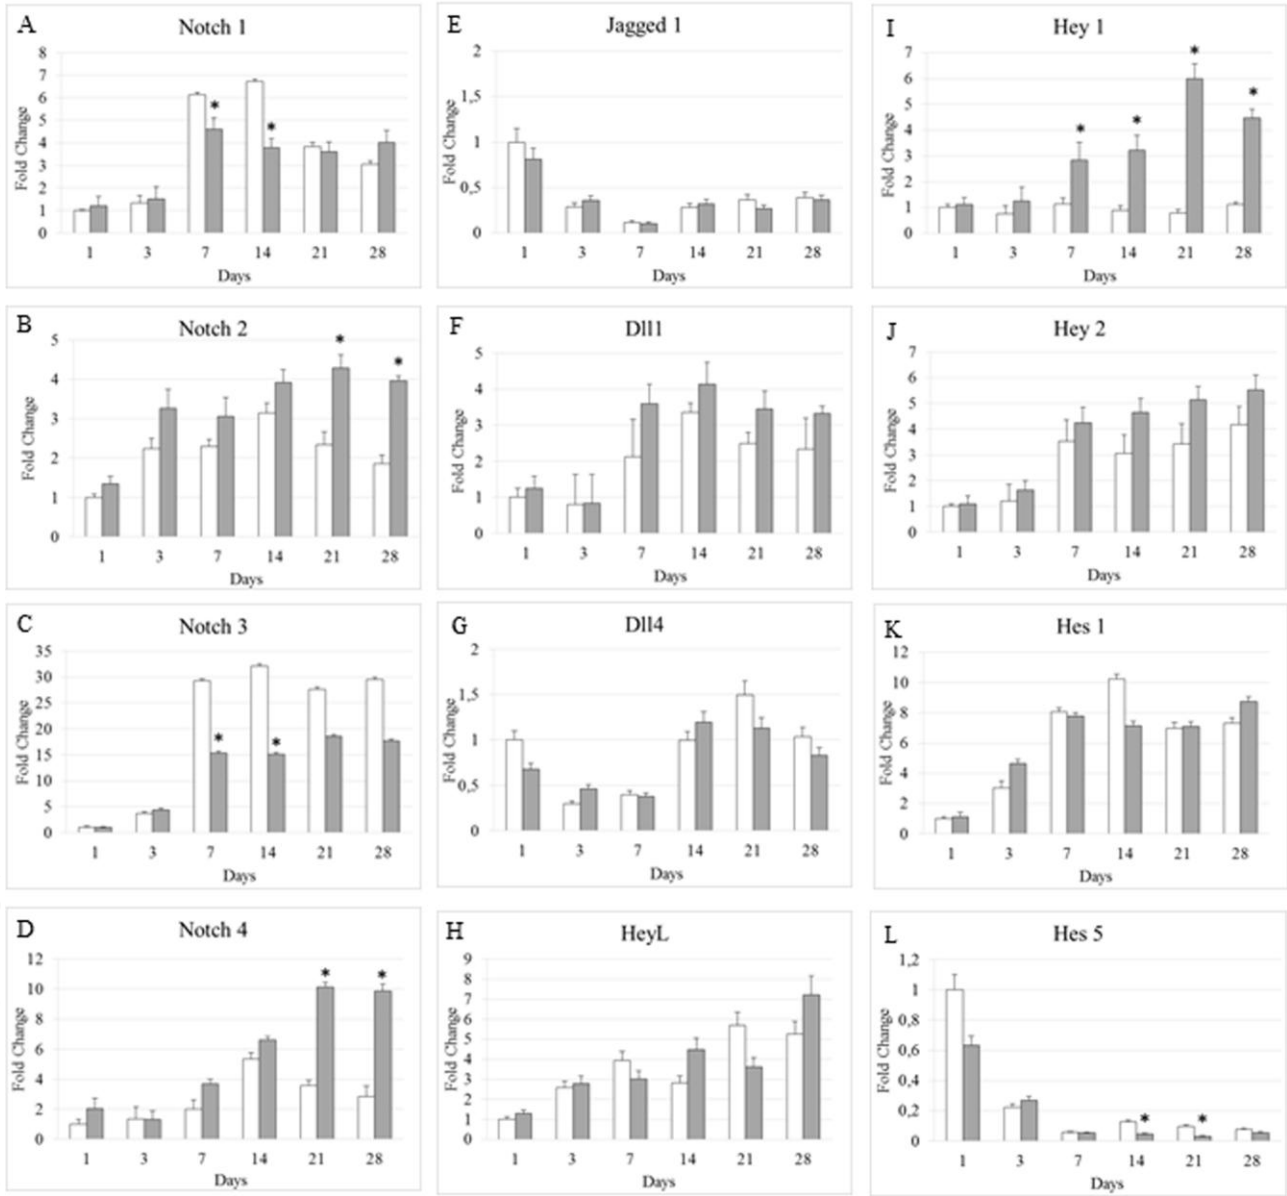 A
Notch 1
8
7
6
5
4
3
2
1
0
Fold Change
*
*
1 3 7 14 21 28
Days
B
Notch 2
5
4
3
2
1
0
Fold Change
*
*
1 3 7 14 21 28
Days
C
Notch 3
35
30
25
20
15
10
5
0
Fold Change
*
*
1 3 7 14 21 28
Days
D
Notch 4
12
10
8
6
4
2
0
Fold Change
*
*
1 3 7 14 21 28
Days
E
Jagged 1
2
1,5
1
0,5
0
Fold Change
1 3 7 14 21 28
Days
F
Dll1
5
4
3
2
1
0
Fold Change
1 3 7 14 21 28
Days
G
Dll4
2
1,5
1
0,5
0
Fold Change
1 3 7 14 21 28
Days
H
HeyL
9
8
7
6
5
4
3
2
1
0
Fold Change
1 3 7 14 21 28
Days
I
Hey 1
7
6
5
4
3
2
1
0
Fold Change
*
*
*
*
1 3 7 14 21 28
Days
J
Hey 2
7
6
5
4
3
2
1
0
Fold Change
1 3 7 14 21 28
Days
K
Hes 1
12
10
8
6
4
2
0
Fold Change
1 3 7 14 21 28
Days
L
Hes 5
1,2
1
0,8
0,6
0,4
0,2
0
Fold Change
*
*
1 3 7 14 21 28
Days